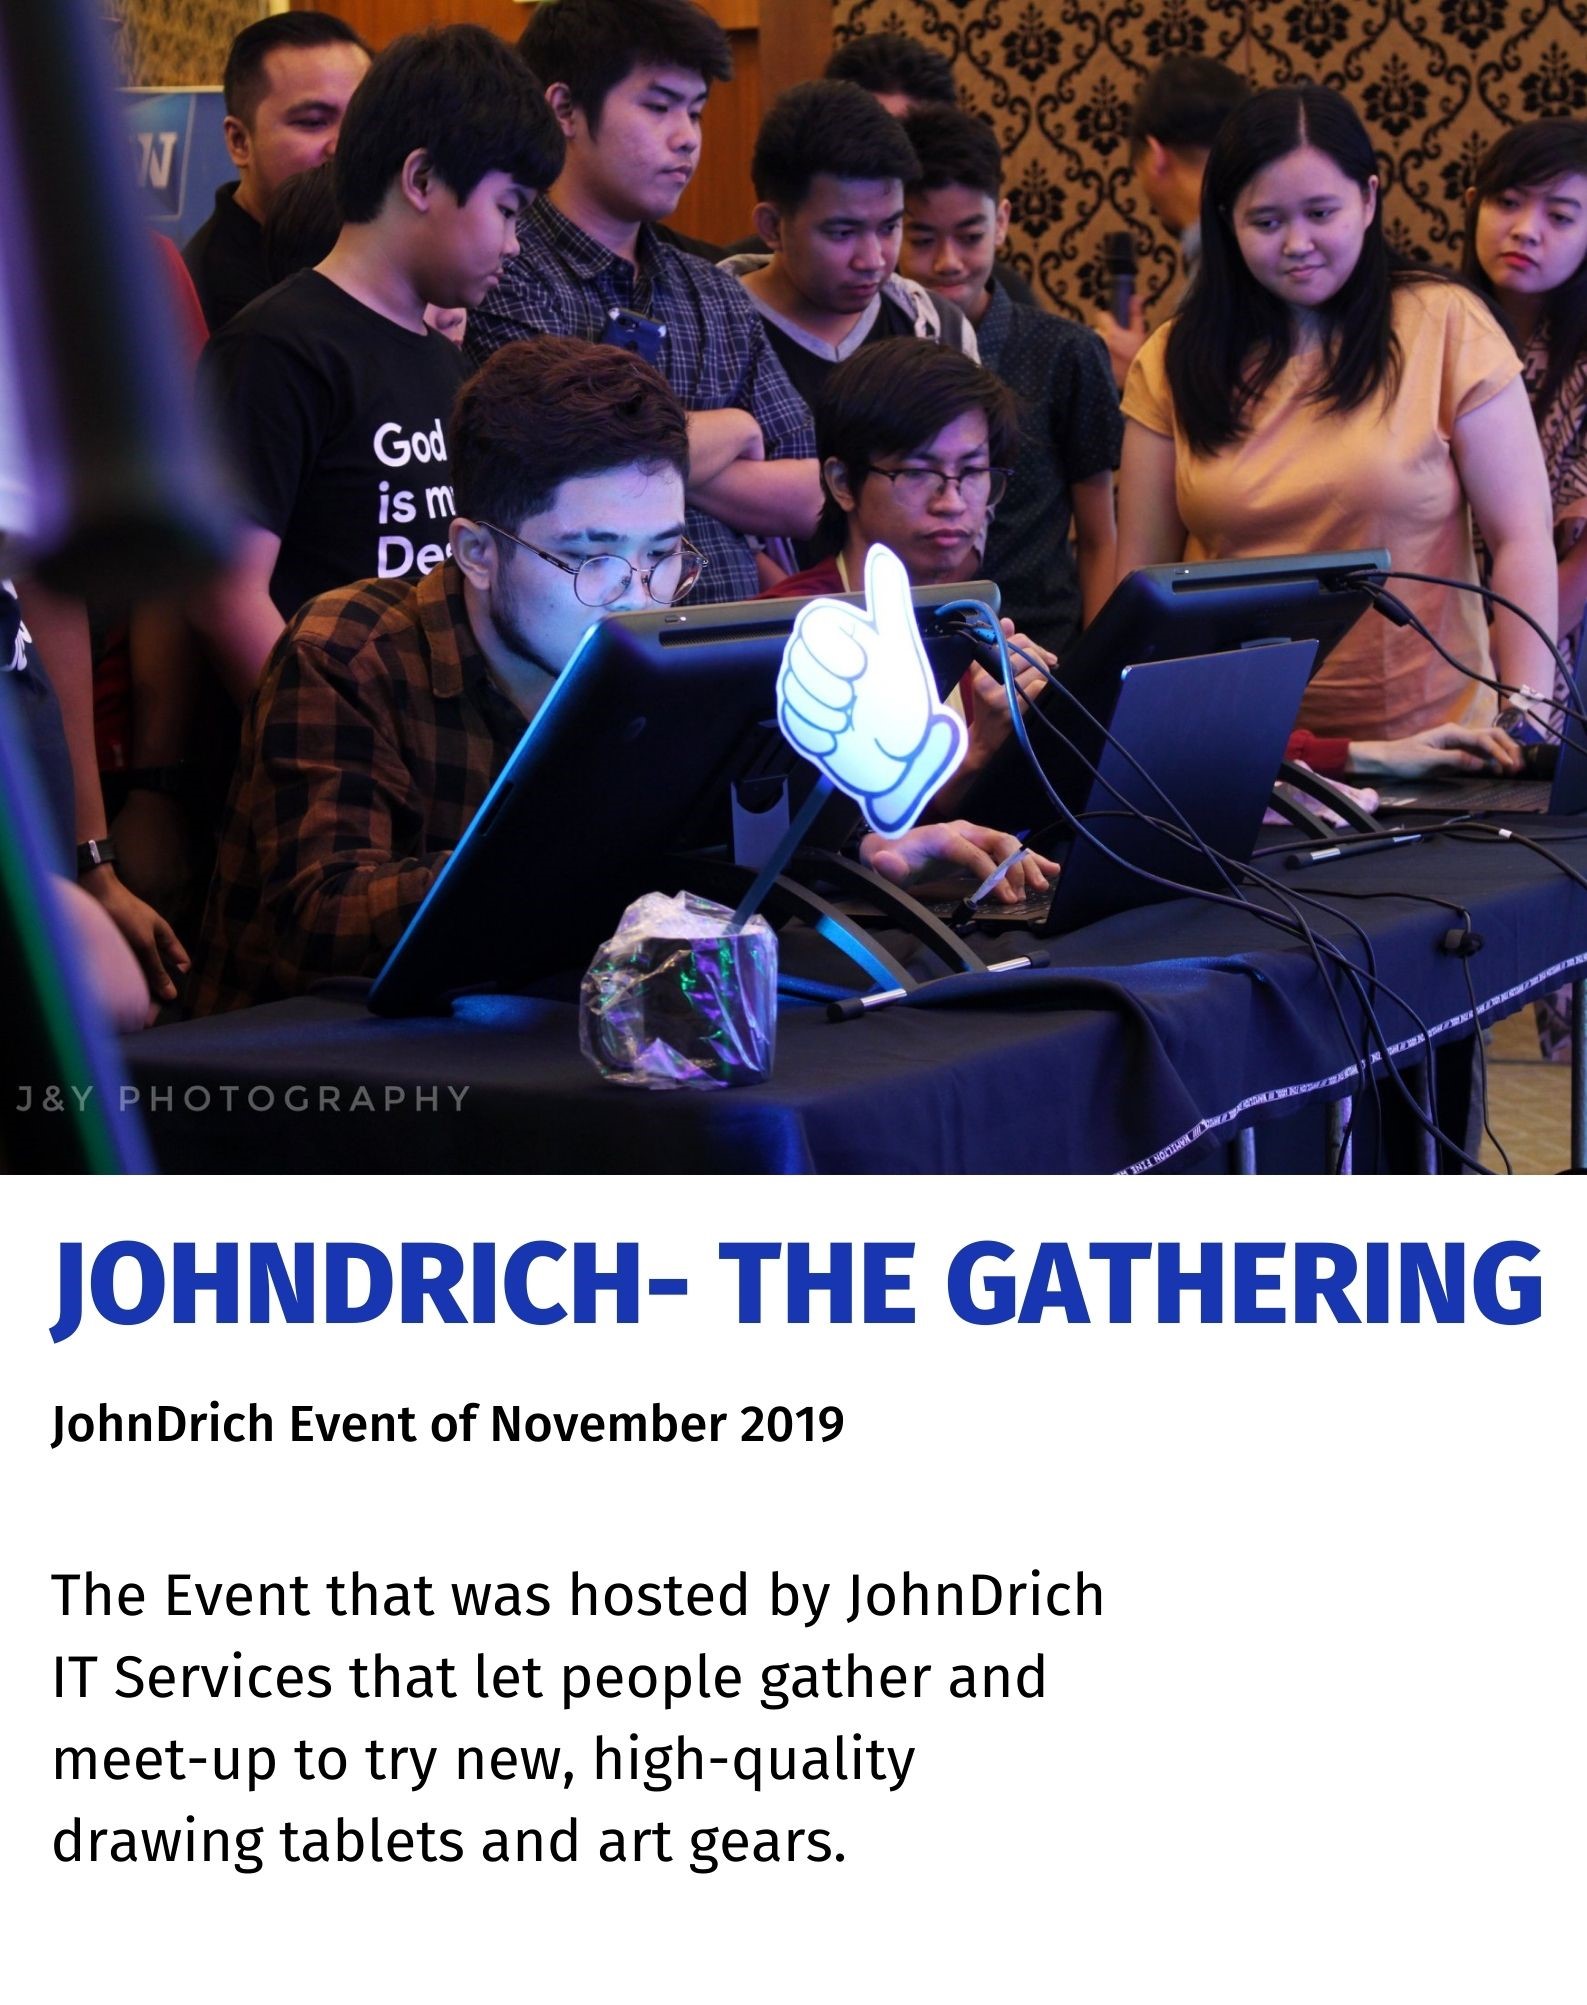 God
is my
J&Y PHOTOGRAPHY
JOHNDRICH- THE GATHERING
JohnDrich Event of November 2019
The Event that was hosted by JohnDrich
IT Services that let people gather and
meet-up to try new, high-quality
drawing tablets and art gears.